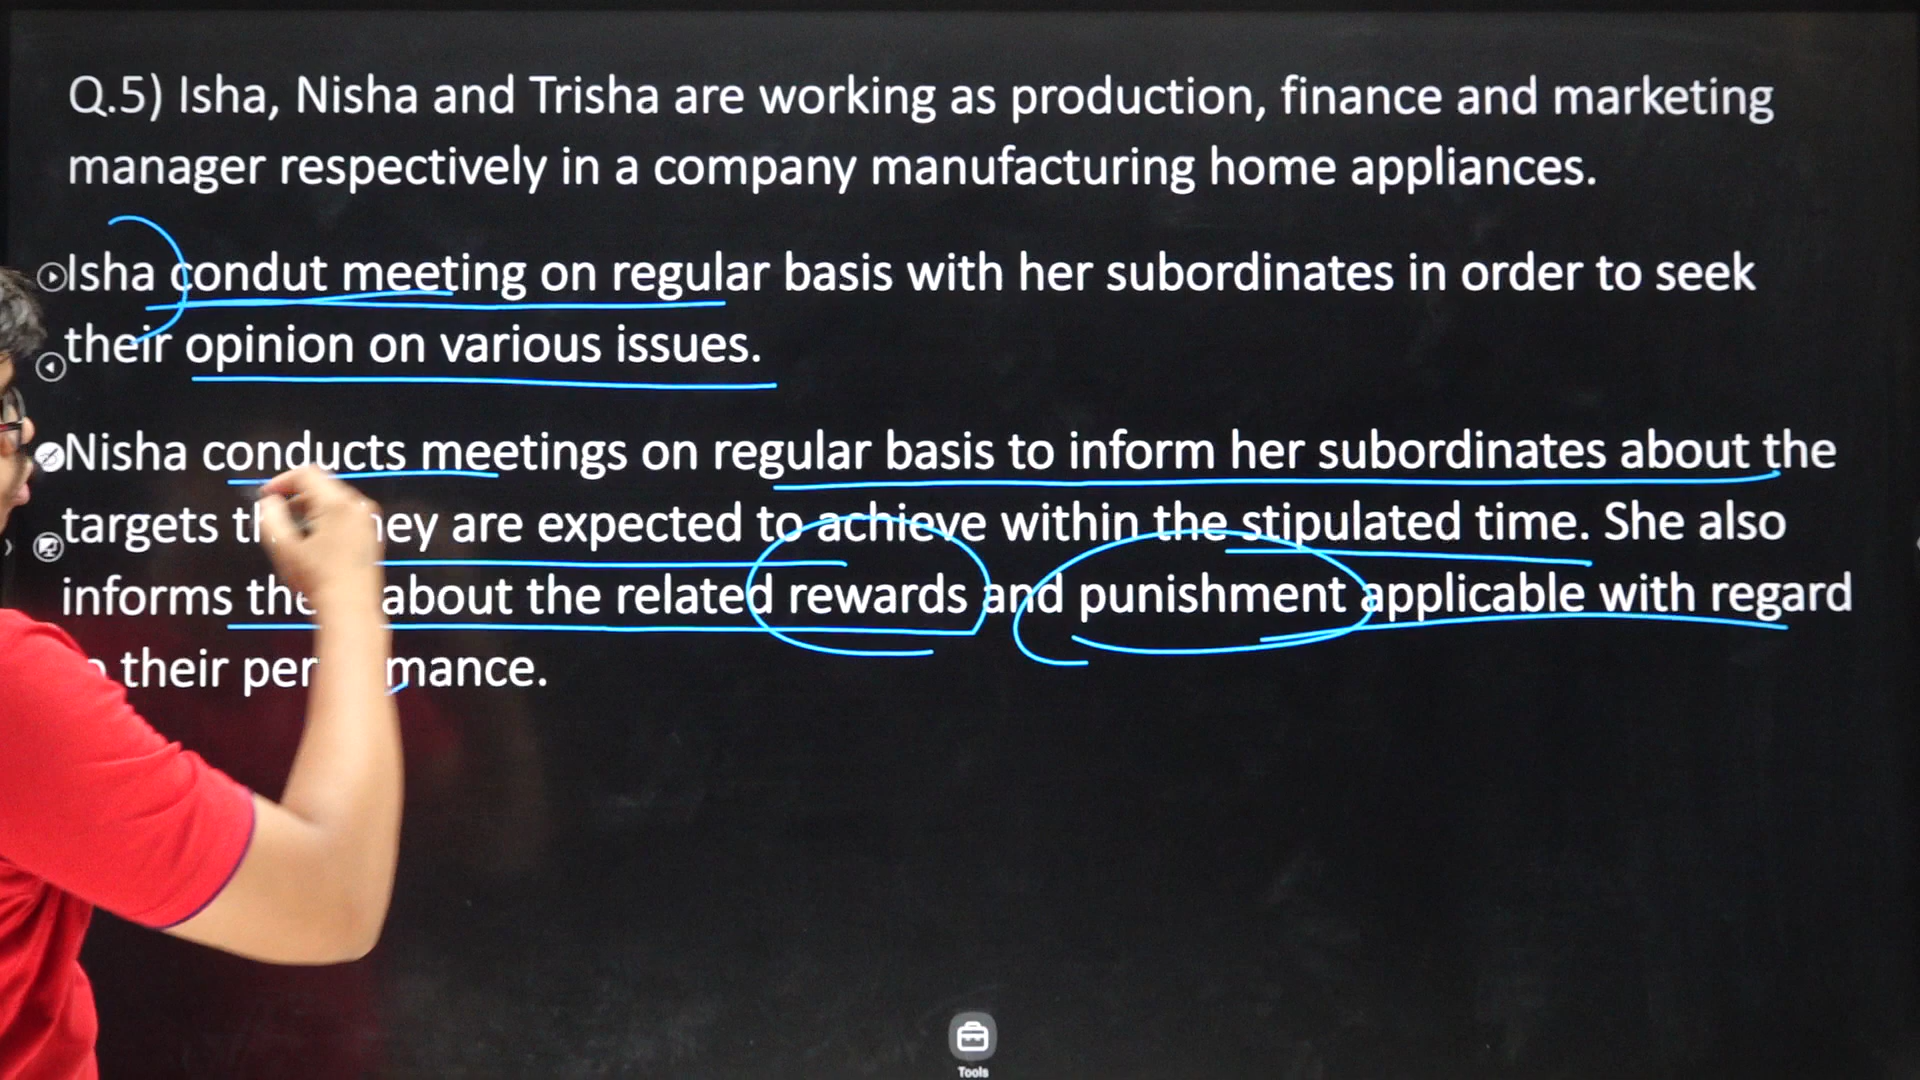 Q.5) Isha, Nisha and Trisha are working as production, finance and marketing
manager respectively in a company manufacturing home appliances.
Isha condut meeting on regular basis with her subordinates in order to seek
their opinion on various issues.
Nisha conducts meetings on regular basis to inform her subordinates about the
targets they are expected to achieve within the stipulated time. She also
informs about the related rewards and punishment applicable with regard
their performance.
Tools